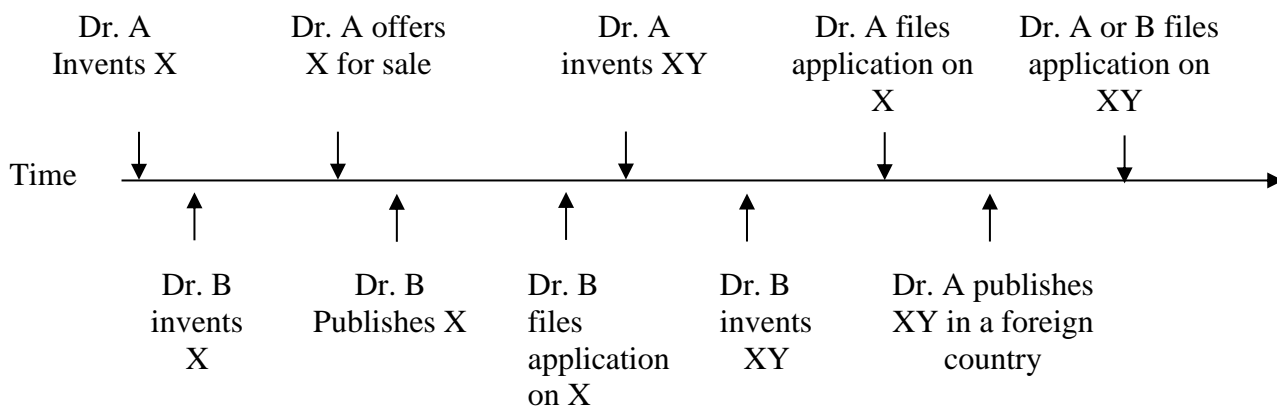 Dr. A
Invents X
Dr. A offers
X for sale
Dr. A
invents XY
Dr. A files
application on
X
Dr. A or B files
application on
XY
Time
Dr. B
invents
X
Dr. B
Publishes X
Dr. B
files
application
on X
Dr. B
invents
XY
Dr. A publishes
XY in a foreign
country